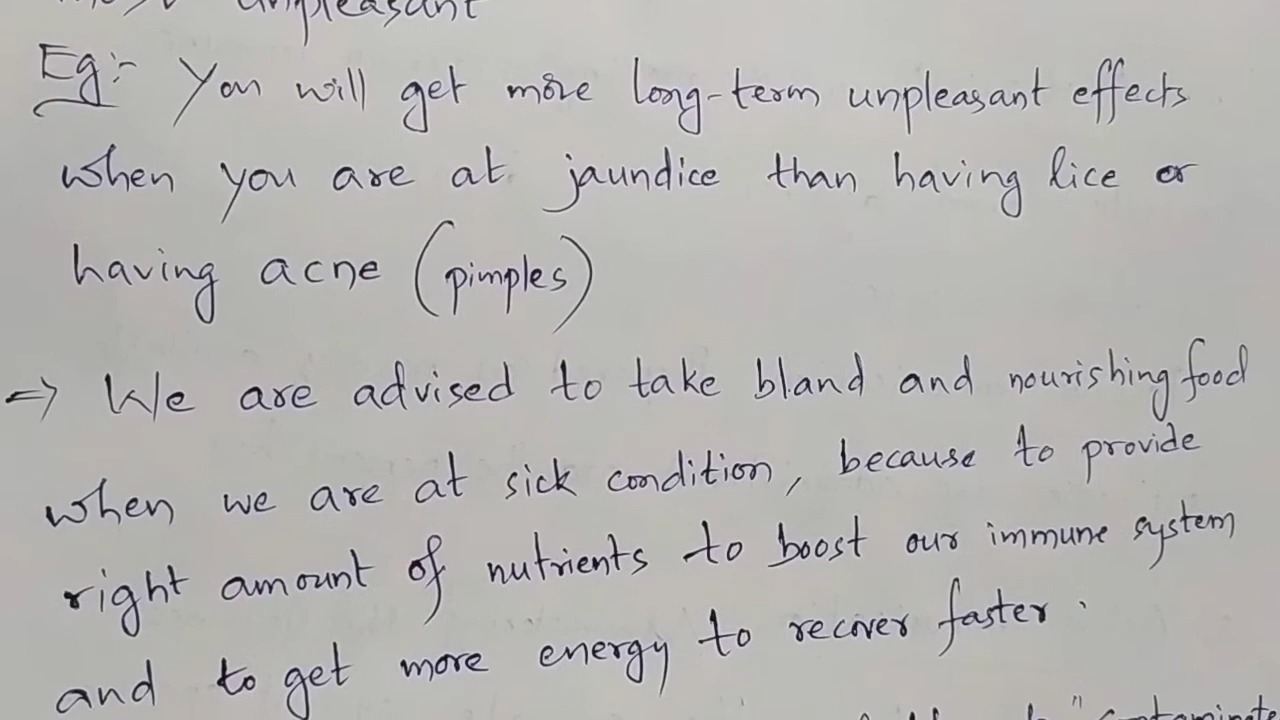 unpleasant
Eg:- You will get more long-term unpleasant effects
when you are at jaundice than having lice or
having acne (pimples)
=> We are advised to take bland and nourishing food
when we are at sick condition, because to provide
right amount of nutrients to boost our immune system
and to get more energy to recover faster.